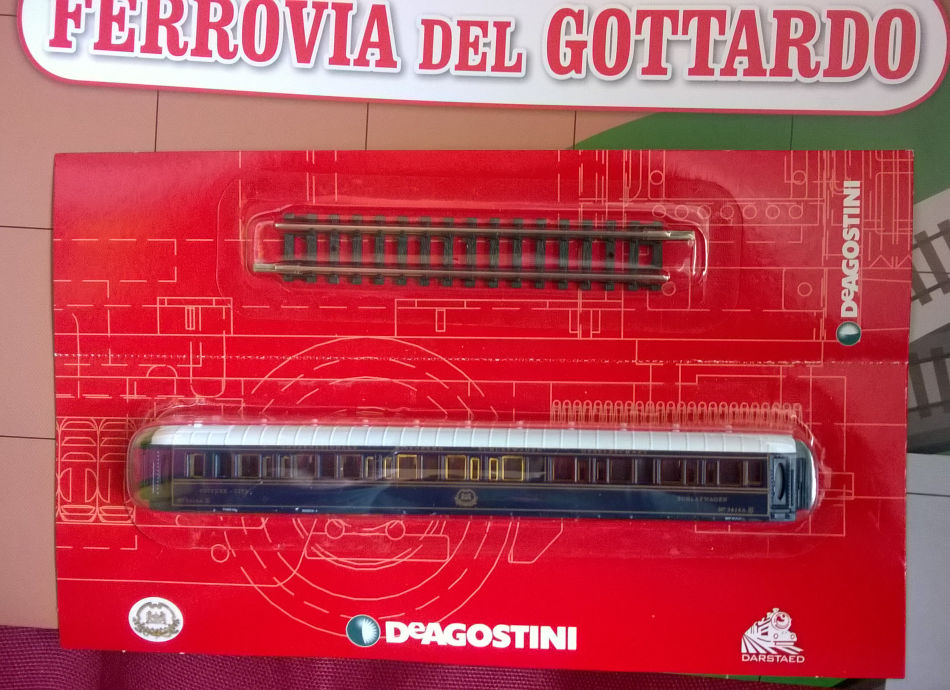 FERROVIA DEL GOTTARDO
DeAGOSTINI
SCHLAFWAGEN
DeAGOSTINI
DARSTAED